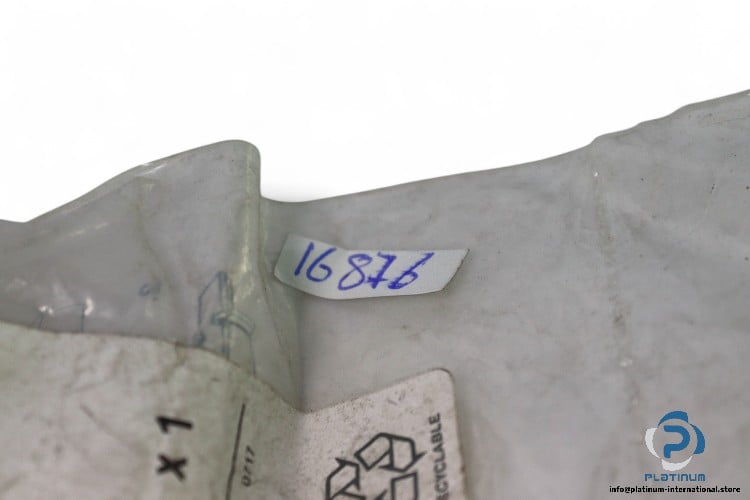 16876
x 1
0717
RECYCLABLE
PLATINUM
info@platinum-international.store